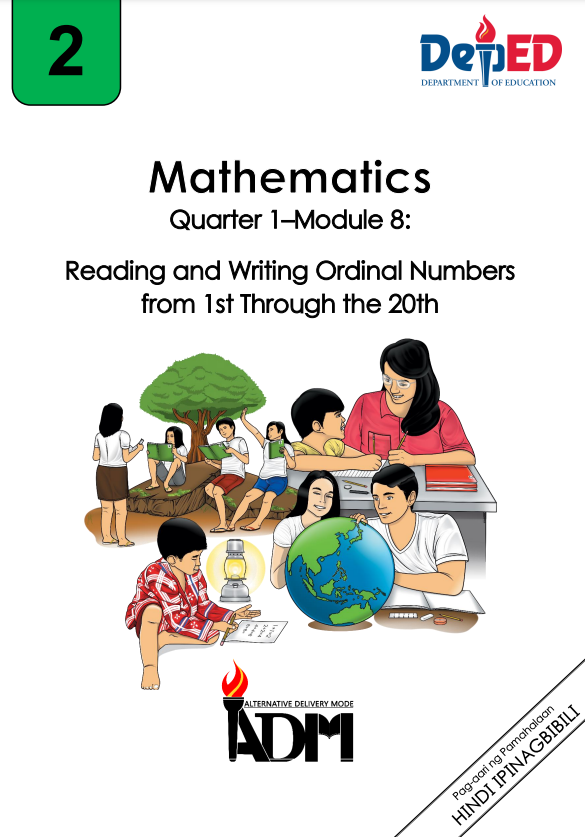 2
DepED
DEPARTMENT OF EDUCATION
Mathematics
Quarter 1–Module 8:
Reading and Writing Ordinal Numbers
from 1st Through the 20th
ALTERNATIVE DELIVERY MODE
ADM
Pag-aari ng Pamahalaan
HINDI IPINAGBIBILI